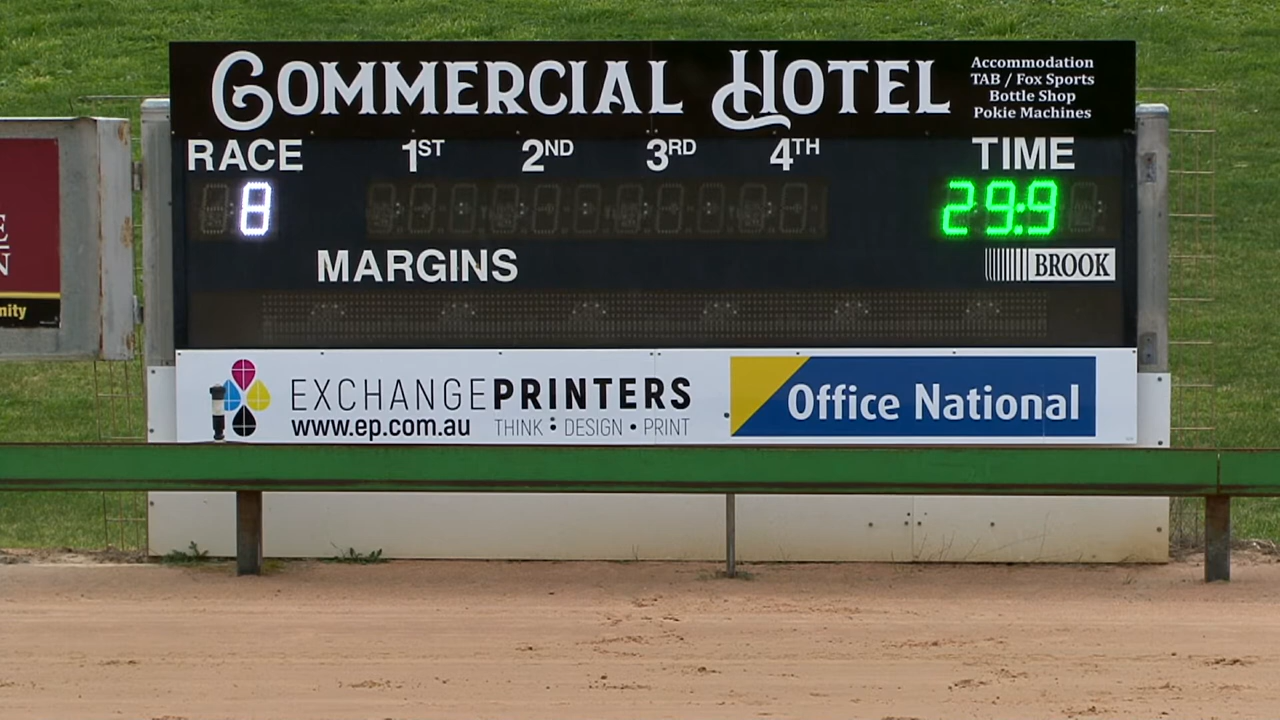 COMMERCIAL HOTEL
Accommodation
TAB / Fox Sports
Bottle Shop
Pokie Machines
RACE 1ST 2ND 3RD 4TH TIME
8 29:9
MARGINS
BROOK
EXCHANGEPRINTERS
www.ep.com.au THINK • DESIGN • PRINT
Office National